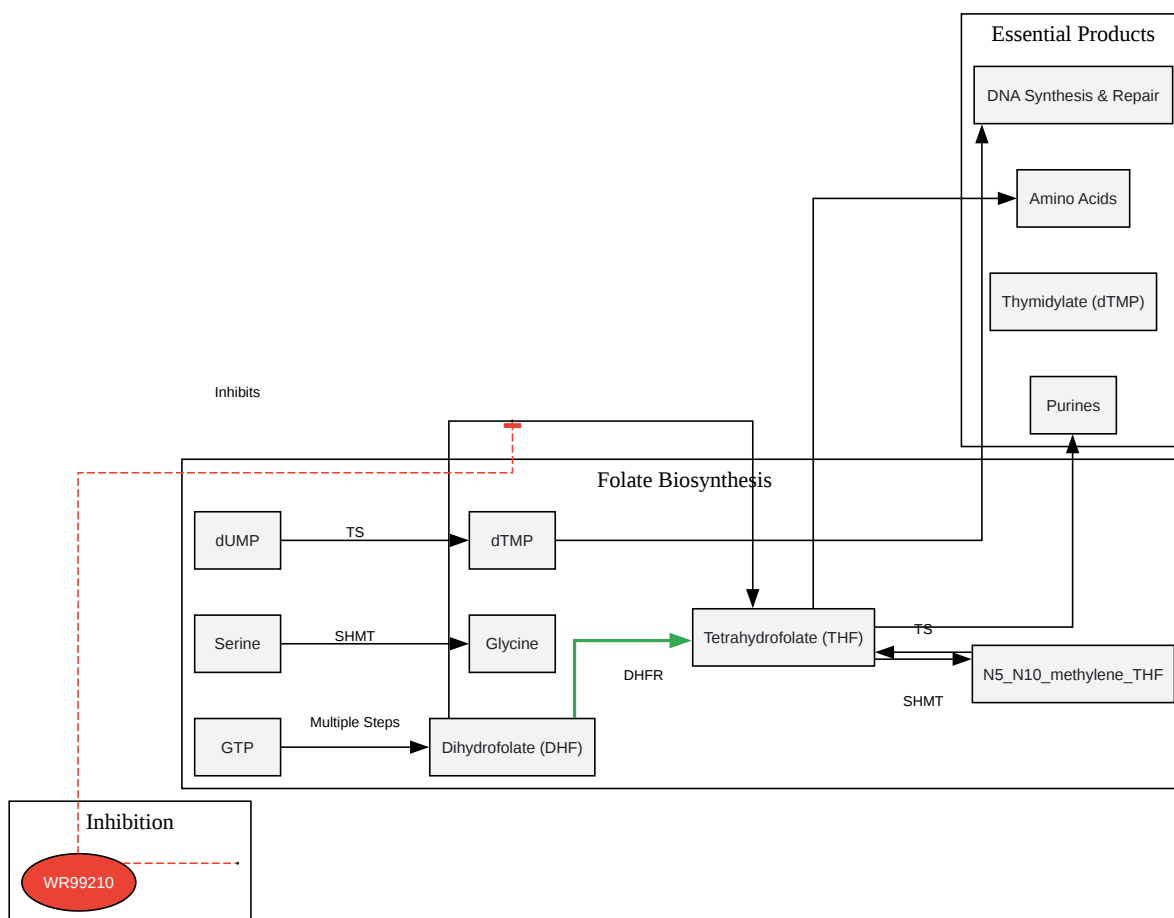 Essential Products
DNA Synthesis & Repair
Amino Acids
Thymidylate (dTMP)
Purines
Inhibits
Folate Biosynthesis
dUMP
TS
dTMP
Serine
SHMT
Glycine
Tetrahydrofolate (THF)
TS
DHFR
N5_N10_methylene_THF
SHMT
GTP
Multiple Steps
Dihydrofolate (DHF)
Inhibition
WR99210